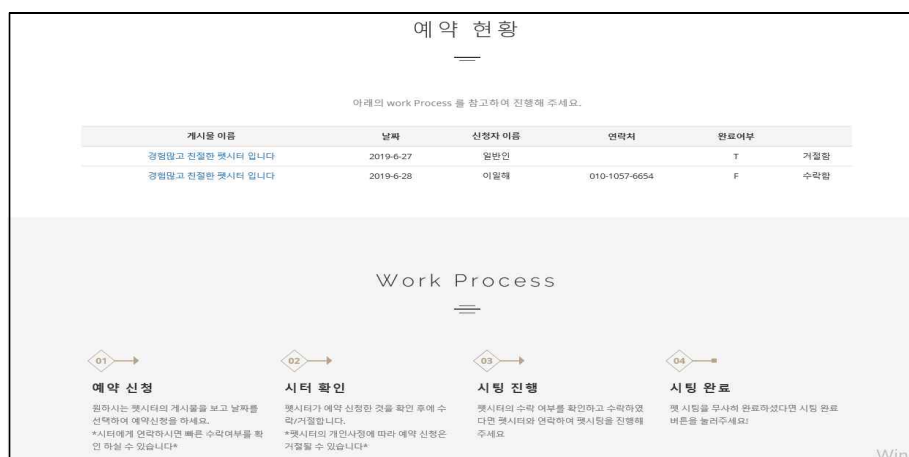 예약 현황
아래의 work Process 를 참고하여 진행해 주세요.
게시물 이름 날짜 신청자 이름 연락처 완료여부
경험많고 친절한 펫시터 입니다 2019-6-27 일반인 T 거절함
경험많고 친절한 펫시터 입니다 2019-6-28 이일해 010-1057-6654 F 수락함
Work Process
01 02 03 04
예약 신청 시터 확인 시팅 진행 시팅 완료
원하시는 펫시터의 게시물을 보고 날짜를
선택하여 예약신청을 하세요.
*시터에게 연락하시면 빠른 수락여부를 확
인 하실 수 있습니다*
펫시터가 예약 신청한 것을 확인 후에 수
락/거절합니다.
*펫시터의 개인사정에 따라 예약 신청은
거절될 수 있습니다*
펫시터의 수락 여부를 확인하고 수락하였
다면 펫시터와 연락하여 펫시팅을 진행해
주세요
펫 시팅을 무사히 완료하셨다면 시팅 완료
버튼을 눌러주세요!
Win